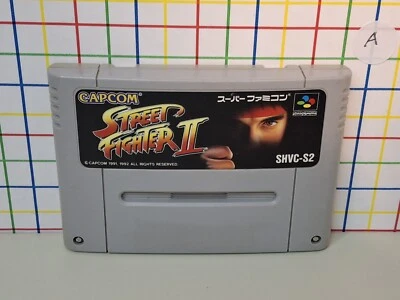 A
CAPCOM
スーパーファミコン
STREET
FIGHTER II
© CAPCOM 1991, 1992 ALL RIGHTS RESERVED.
SHVC-S2